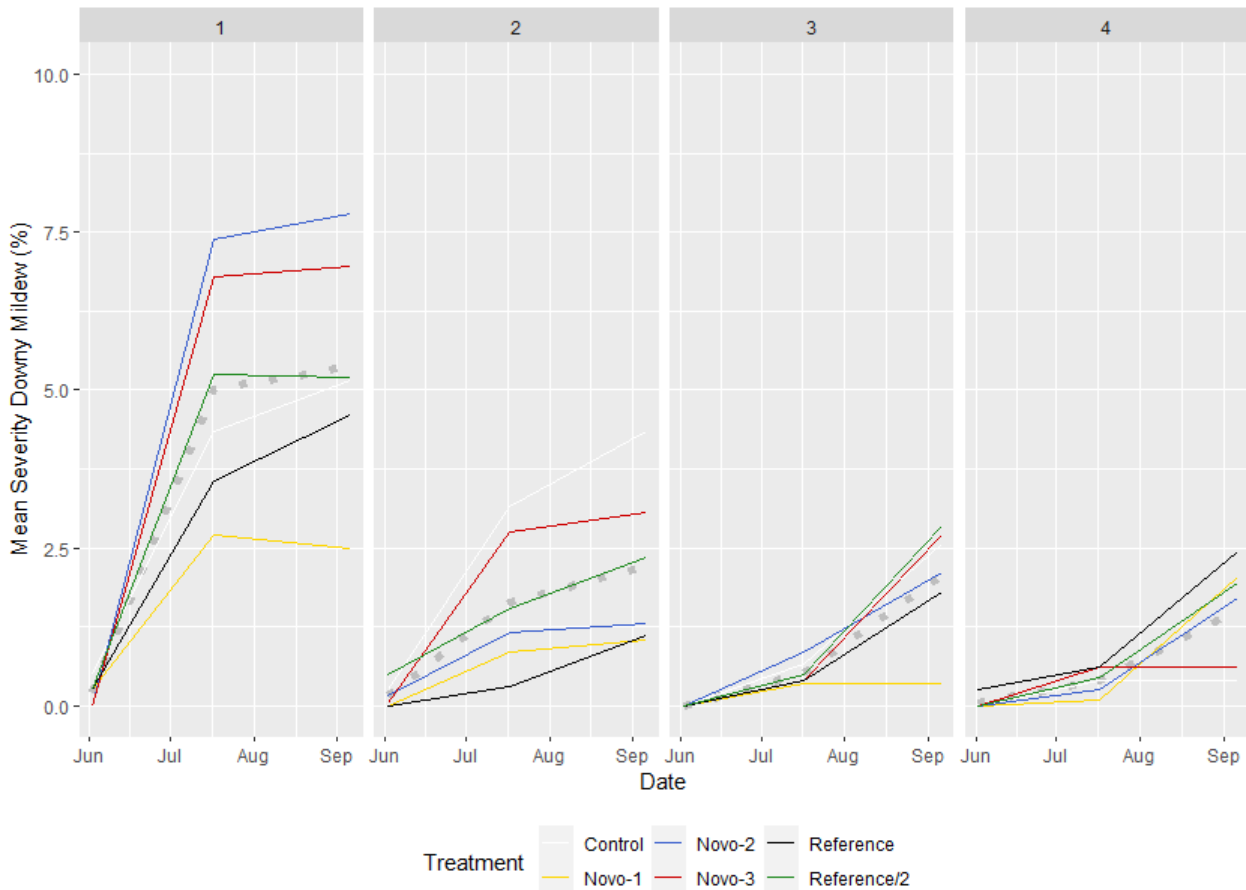 1 2 3 4
10.0
7.5
5.0
2.5
0.0
Mean Severity Downy Mildew (%)
Jun Jul Aug Sep Jun Jul Aug Sep Jun Jul Aug Sep Jun Jul Aug Sep
Date
Treatment
Control Novo-2 Reference
Novo-1 Novo-3 Reference/2